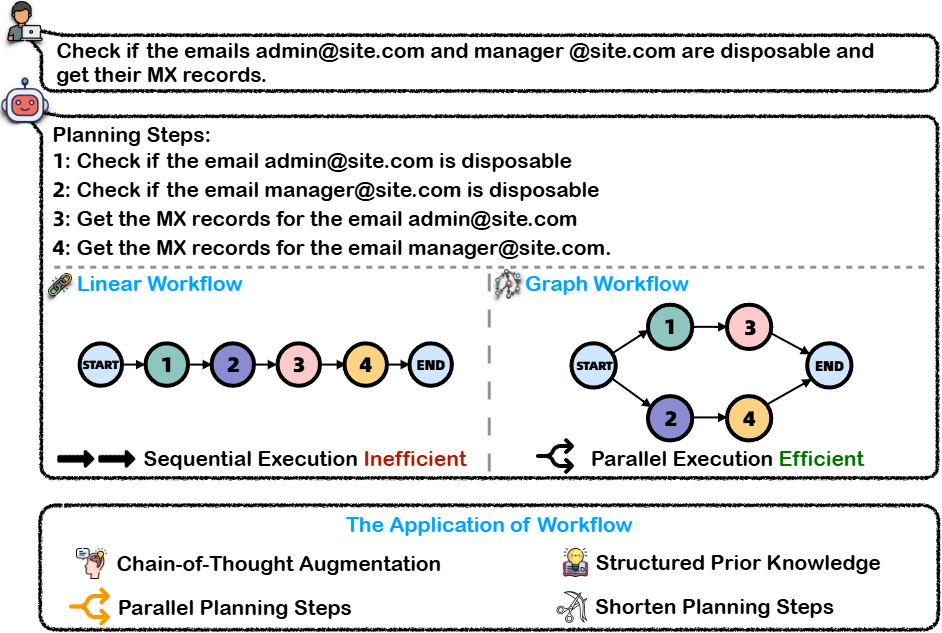 Check if the emails admin@site.com and manager @site.com are disposable and
get their MX records.
Planning Steps:
1: Check if the email admin@site.com is disposable
2: Check if the email manager@site.com is disposable
3: Get the MX records for the email admin@site.com
4: Get the MX records for the email manager@site.com.
Linear Workflow
START 1 2 3 4 END
Sequential Execution Inefficient
Graph Workflow
1 3
START END
2 4
Parallel Execution Efficient
The Application of Workflow
Chain-of-Thought Augmentation
Structured Prior Knowledge
Parallel Planning Steps
Shorten Planning Steps